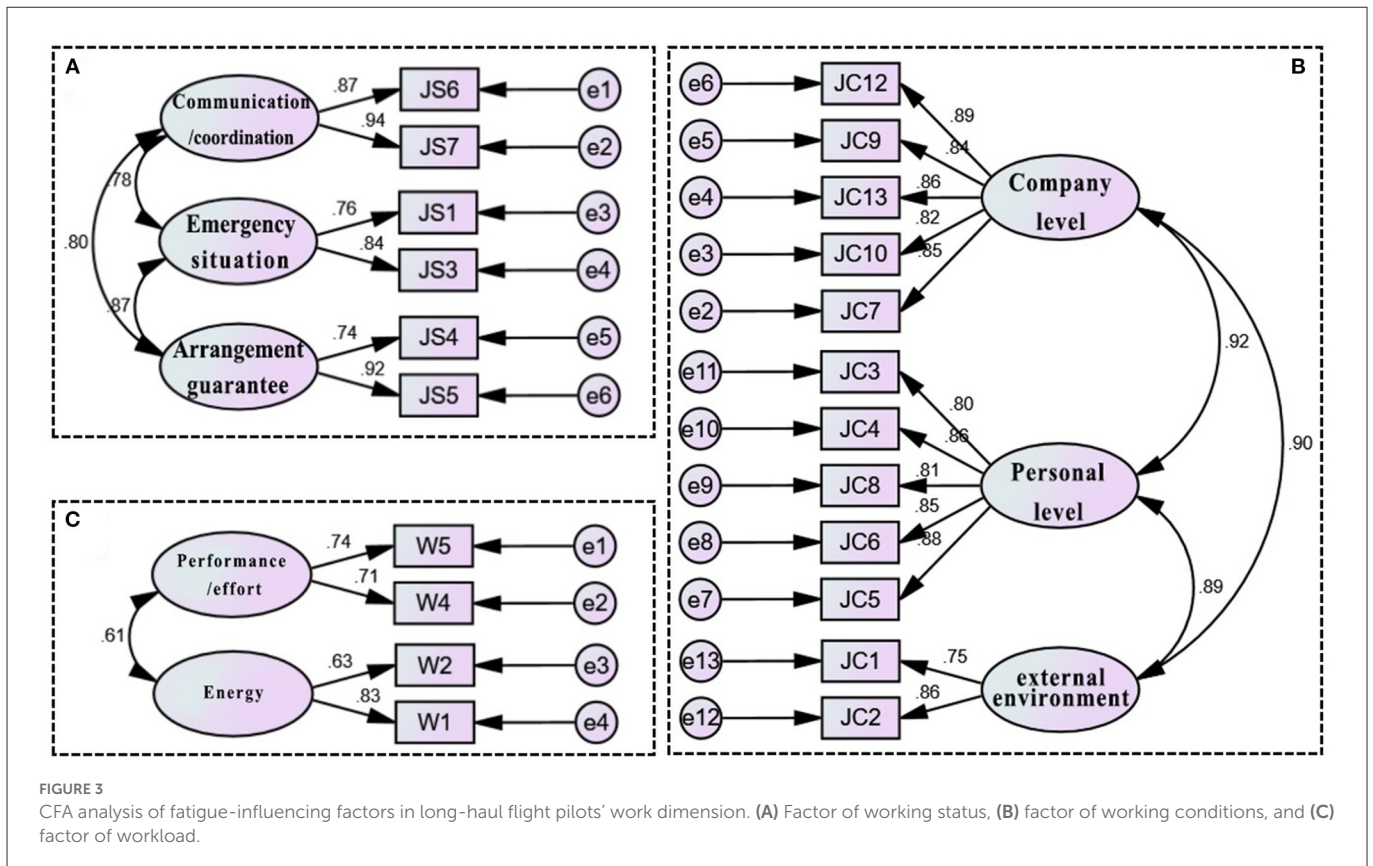 A
Communication
/coordination
.87
JS6
e1
.94
JS7
e2
.78
Emergency
situation
.76
JS1
e3
.84
JS3
e4
.80
.87
Arrangement
guarantee
.74
JS4
e5
.92
JS5
e6
B
e6
JC12
.89
e5
JC9
.84
e4
JC13
.86
Company
level
e3
JC10
.82
.85
e2
JC7
.92
e11
JC3
.80
e10
JC4
.86
.90
e9
JC8
.81
Personal
level
e8
JC6
.85
.88
e7
JC5
.89
e13
JC1
.75
external
environment
e12
JC2
.86
C
Performance
/effort
.74
W5
e1
.71
W4
e2
.61
Energy
.63
W2
e3
.83
W1
e4
FIGURE 3
CFA analysis of fatigue-influencing factors in long-haul flight pilots’ work dimension. (A) Factor of working status, (B) factor of working conditions, and (C)
factor of workload.